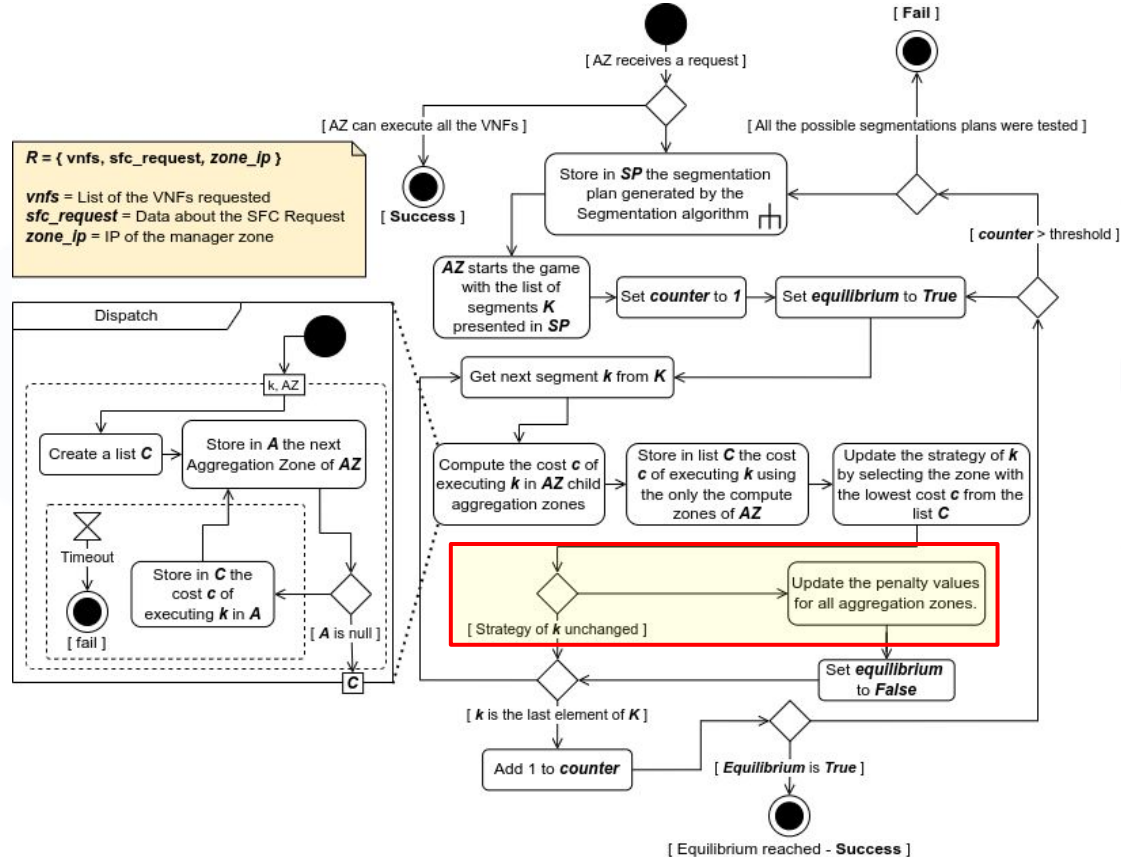 [ Fail ]
[ AZ receives a request ]
[ AZ can execute all the VNFs ]
[ All the possible segmentations plans were tested ]
R = { vnfs, sfc_request, zone_ip }
vnfs = List of the VNFs requested
sfc_request = Data about the SFC Request
zone_ip = IP of the manager zone
[ Success ]
Store in SP the segmentation
plan generated by the
Segmentation algorithm
[ counter > threshold ]
AZ starts the game
with the list of
segments K
presented in SP
Set counter to 1
Set equilibrium to True
Dispatch
k, AZ
Create a list C
Store in A the next
Aggregation Zone of AZ
Timeout
[ fail ]
Store in C the
cost c of
executing k in A
[ A is null ]
C
Get next segment k from K
Compute the cost c of
executing k in AZ child
aggregation zones
Store in list C the cost
c of executing k using
the only the compute
zones of AZ
Update the strategy of k
by selecting the zone with
the lowest cost c from the
list C
Update the penalty values
for all aggregation zones.
[ Strategy of k unchanged ]
Set equilibrium
to False
[ k is the last element of K ]
Add 1 to counter
[ Equilibrium is True ]
[ Equilibrium reached - Success ]